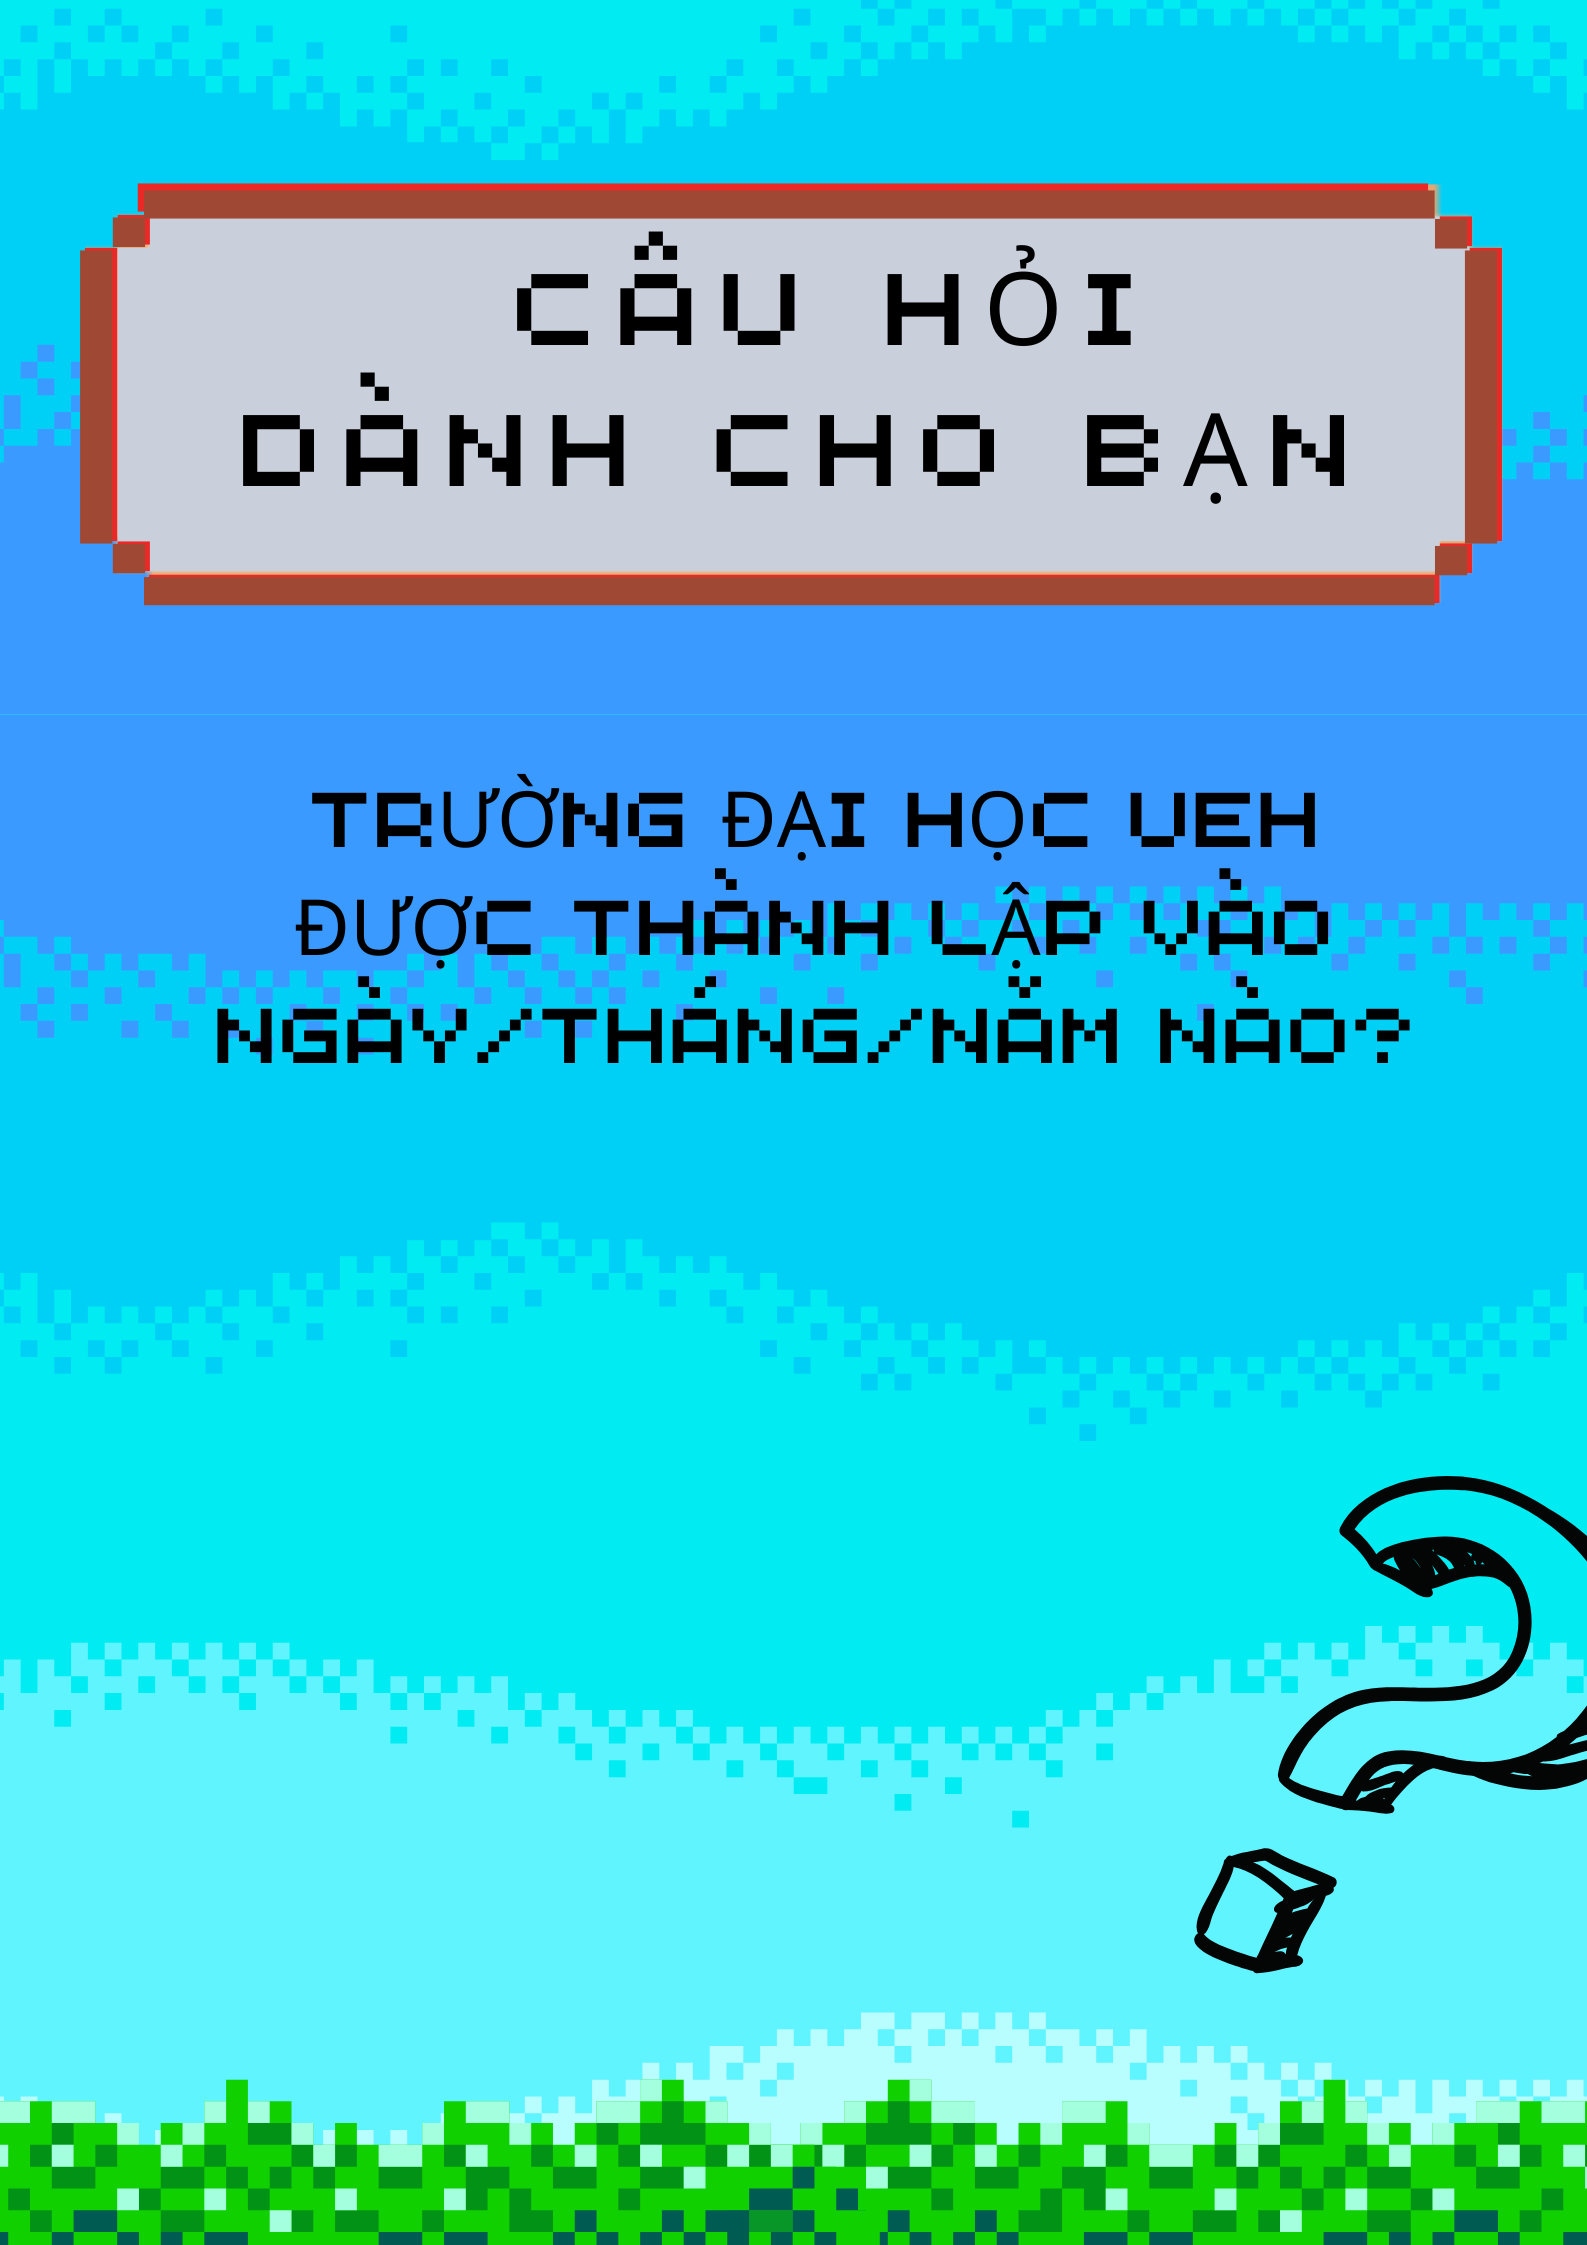 CÂU HỎI
DÀNH CHO BẠN
TRƯỜNG ĐẠI HỌC UEH
ĐƯỢC THÀNH LẬP VÀO
NGÀY/THÁNG/NĂM NÀO?